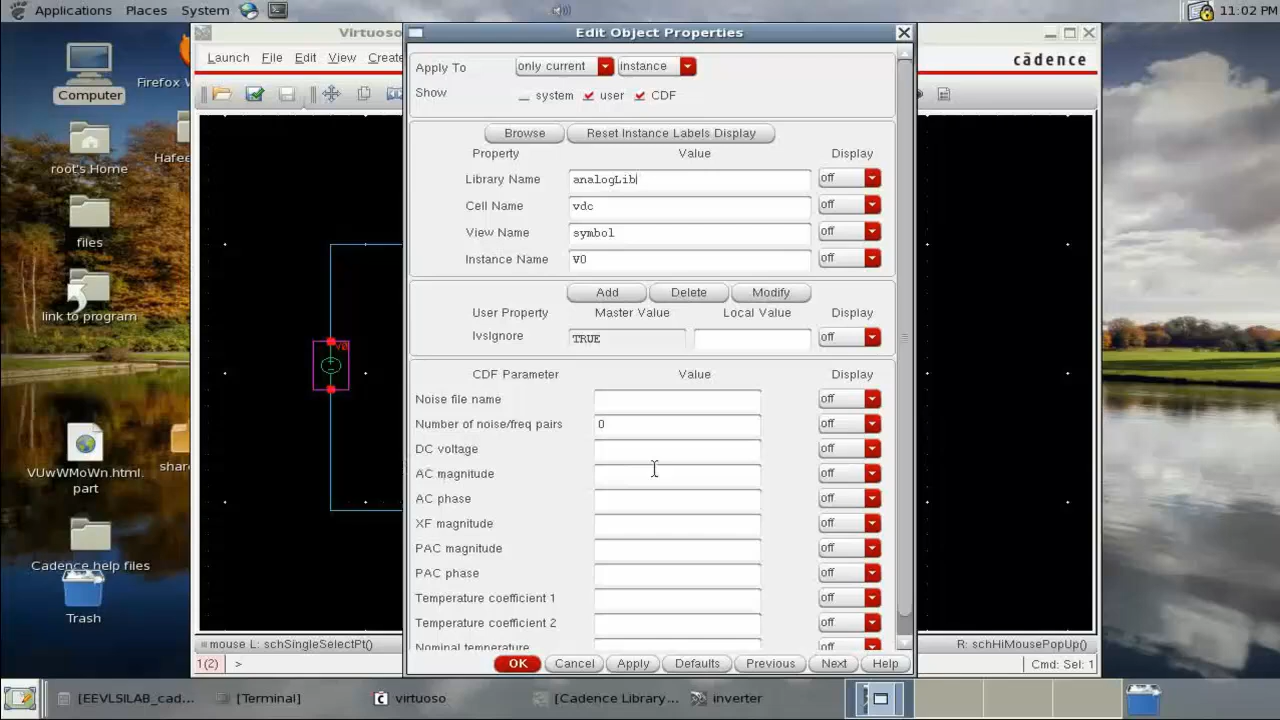 Applications Places System
11:02 PM
Computer
Firefox W
root's Home
Hafee
files
link to program
VUwWMoWn.html.
part
share
Cadence help files
Trash
Virtuoso
Launch File Edit View Create
cādence
V0
mouse L: schSingleSelectPt()
R: schHiMousePopUp()
1(2) >
Cmd: Sel: 1
Edit Object Properties
Apply To only current instance
Show system user CDF
Browse Reset Instance Labels Display
Property Value Display
Library Name analogLib off
Cell Name vdc off
View Name symbol off
Instance Name V0 off
Add Delete Modify
User Property Master Value Local Value Display
lvsIgnore TRUE off
CDF Parameter Value Display
Noise file name off
Number of noise/freq pairs 0 off
DC voltage off
AC magnitude off
AC phase off
XF magnitude off
PAC magnitude off
PAC phase off
Temperature coefficient 1 off
Temperature coefficient 2 off
Nominal temperature off
OK Cancel Apply Defaults Previous Next Help
[EEVLSILAB_cad... [Terminal] virtuoso [Cadence Library... inverter